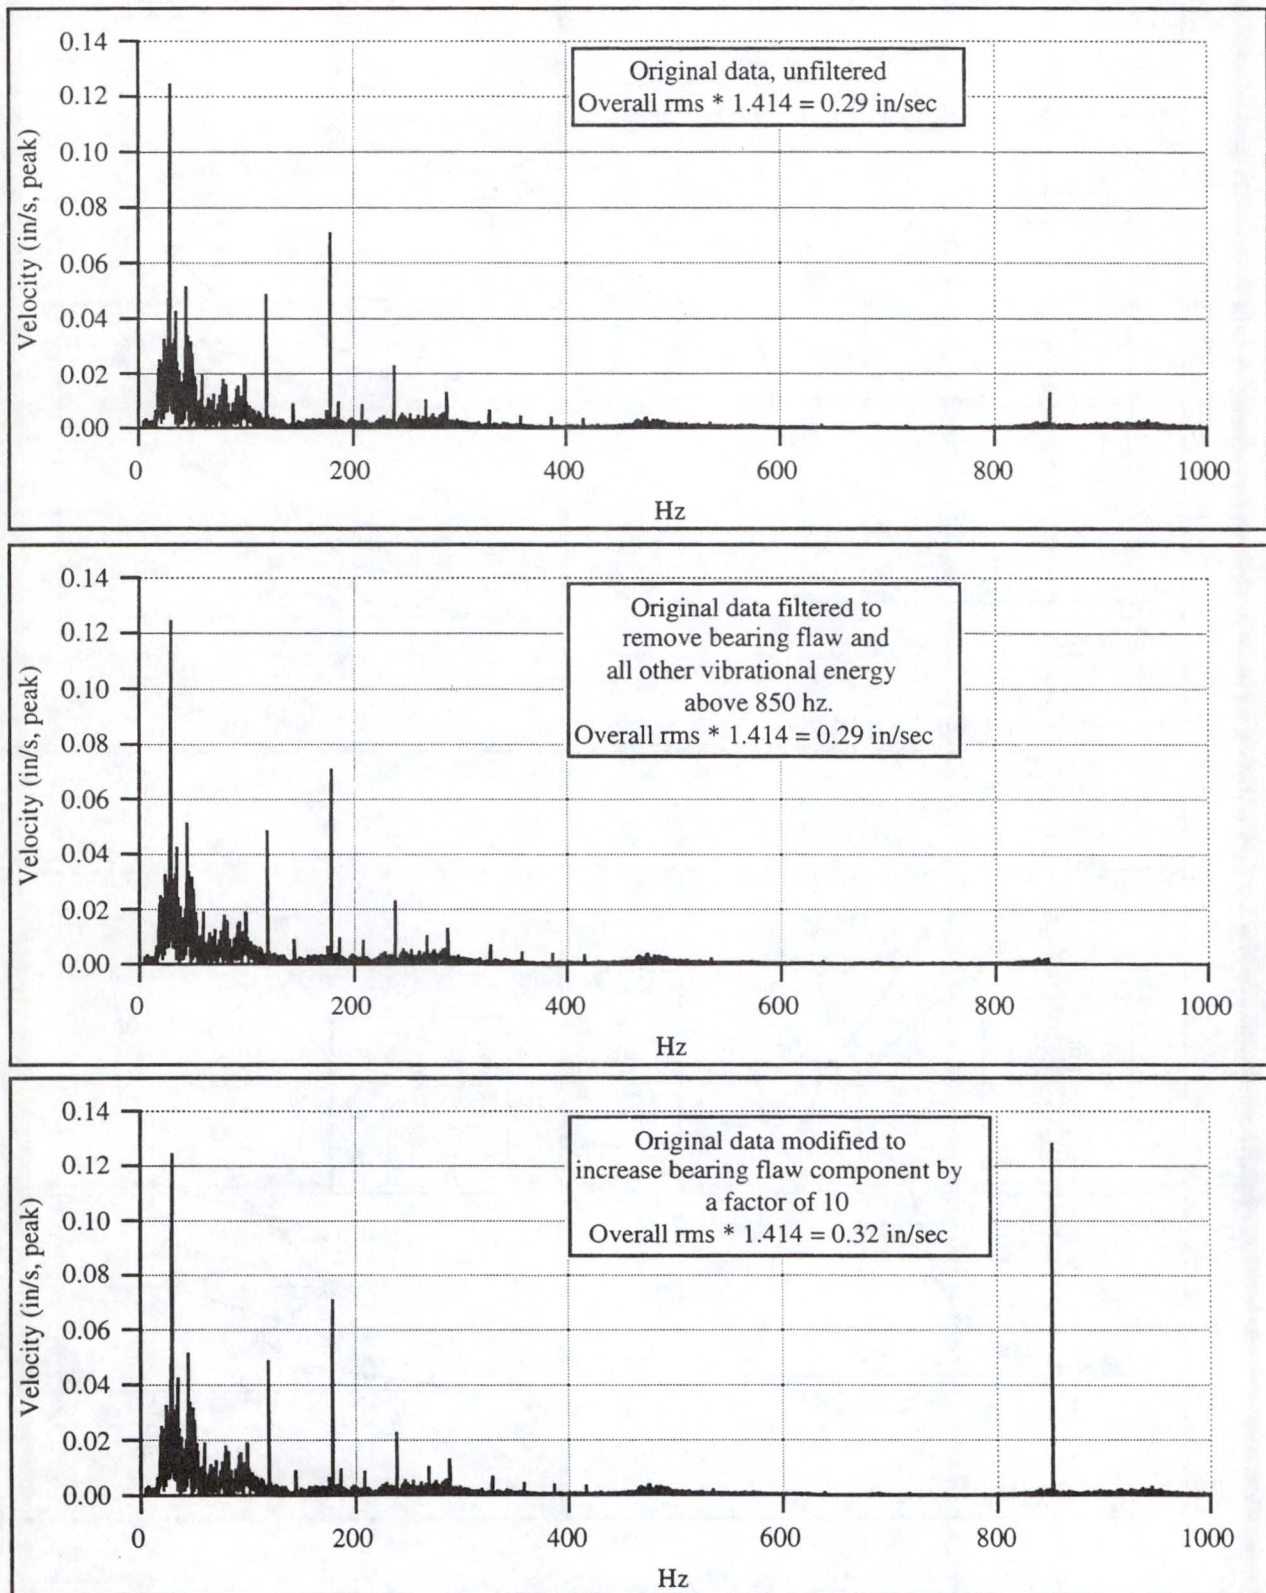 Velocity (in/s, peak)
0.14
0.12
0.10
0.08
0.06
0.04
0.02
0.00
Original data, unfiltered
Overall rms * 1.414 = 0.29 in/sec
0 200 400 600 800 1000
Hz
Velocity (in/s, peak)
0.14
0.12
0.10
0.08
0.06
0.04
0.02
0.00
Original data filtered to
remove bearing flaw and
all other vibrational energy
above 850 hz.
Overall rms * 1.414 = 0.29 in/sec
0 200 400 600 800 1000
Hz
Velocity (in/s, peak)
0.14
0.12
0.10
0.08
0.06
0.04
0.02
0.00
Original data modified to
increase bearing flaw component by
a factor of 10
Overall rms * 1.414 = 0.32 in/sec
0 200 400 600 800 1000
Hz